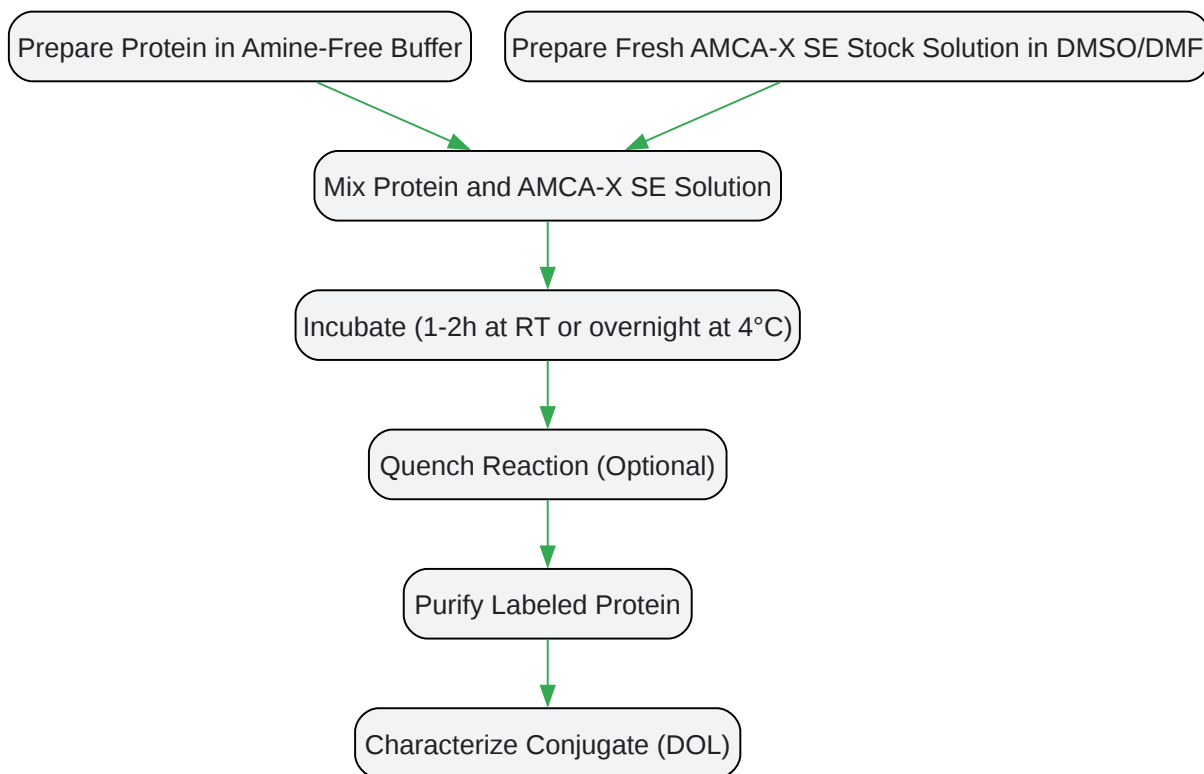 Prepare Protein in Amine-Free Buffer
Prepare Fresh AMCA-X SE Stock Solution in DMSO/DMF
Mix Protein and AMCA-X SE Solution
Incubate (1-2h at RT or overnight at 4°C)
Quench Reaction (Optional)
Purify Labeled Protein
Characterize Conjugate (DOL)